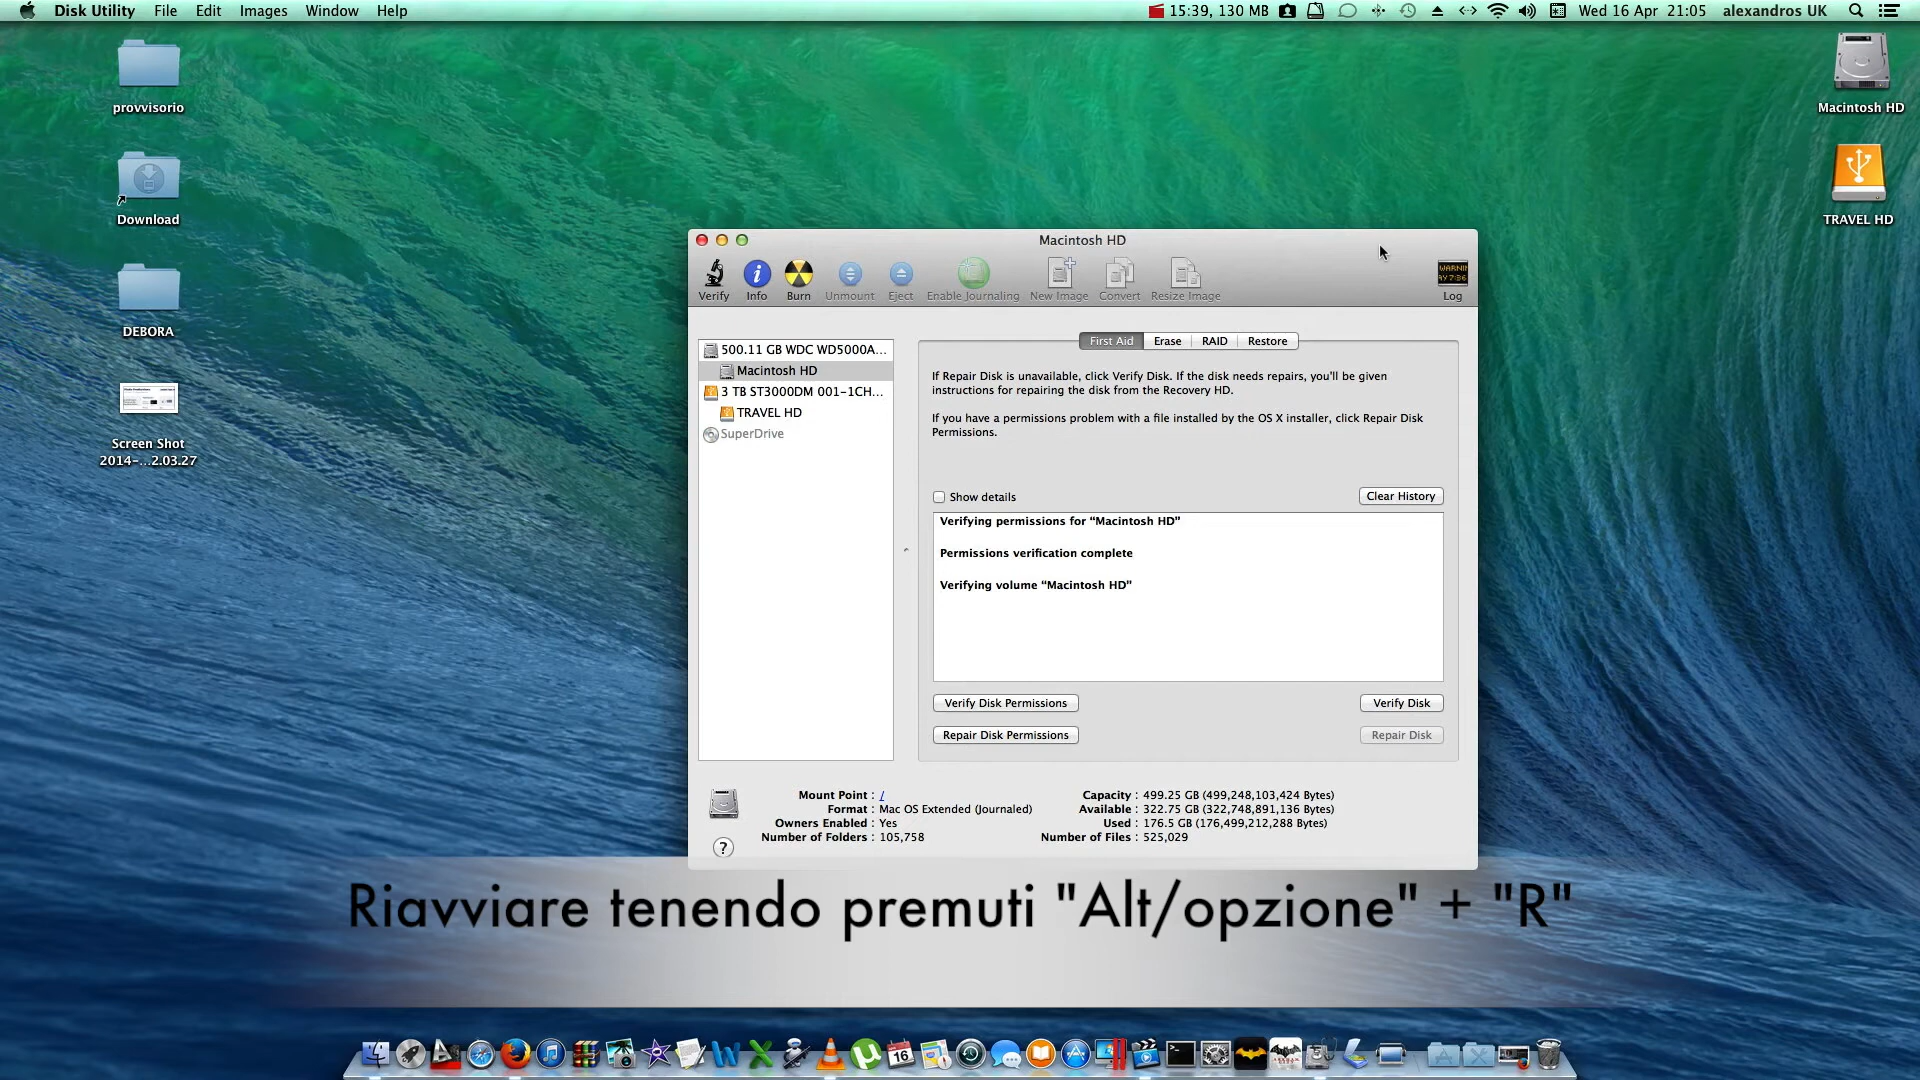 Disk Utility File Edit Images Window Help
15:39, 130 MB Wed 16 Apr 21:05 alexandros UK
provvisorio
Download
DEBORA
Screen Shot
2014-...2.03.27
Macintosh HD
TRAVEL HD
Macintosh HD
Verify Info Burn Unmount Eject Enable Journaling New Image Convert Resize Image Log
500.11 GB WDC WD5000A...
Macintosh HD
3 TB ST3000DM 001-1CH...
TRAVEL HD
SuperDrive
First Aid Erase RAID Restore
If Repair Disk is unavailable, click Verify Disk. If the disk needs repairs, you'll be given
instructions for repairing the disk from the Recovery HD.
If you have a permissions problem with a file installed by the OS X installer, click Repair Disk
Permissions.
Show details Clear History
Verifying permissions for “Macintosh HD”
Permissions verification complete
Verifying volume “Macintosh HD”
Verify Disk Permissions Verify Disk
Repair Disk Permissions Repair Disk
Mount Point : / Capacity : 499.25 GB (499,248,103,424 Bytes)
Format : Mac OS Extended (Journaled) Available : 322.75 GB (322,748,891,136 Bytes)
Owners Enabled : Yes Used : 176.5 GB (176,499,212,288 Bytes)
Number of Folders : 105,758 Number of Files : 525,029
?
Riavviare tenendo premuti "Alt/opzione" + "R"
16